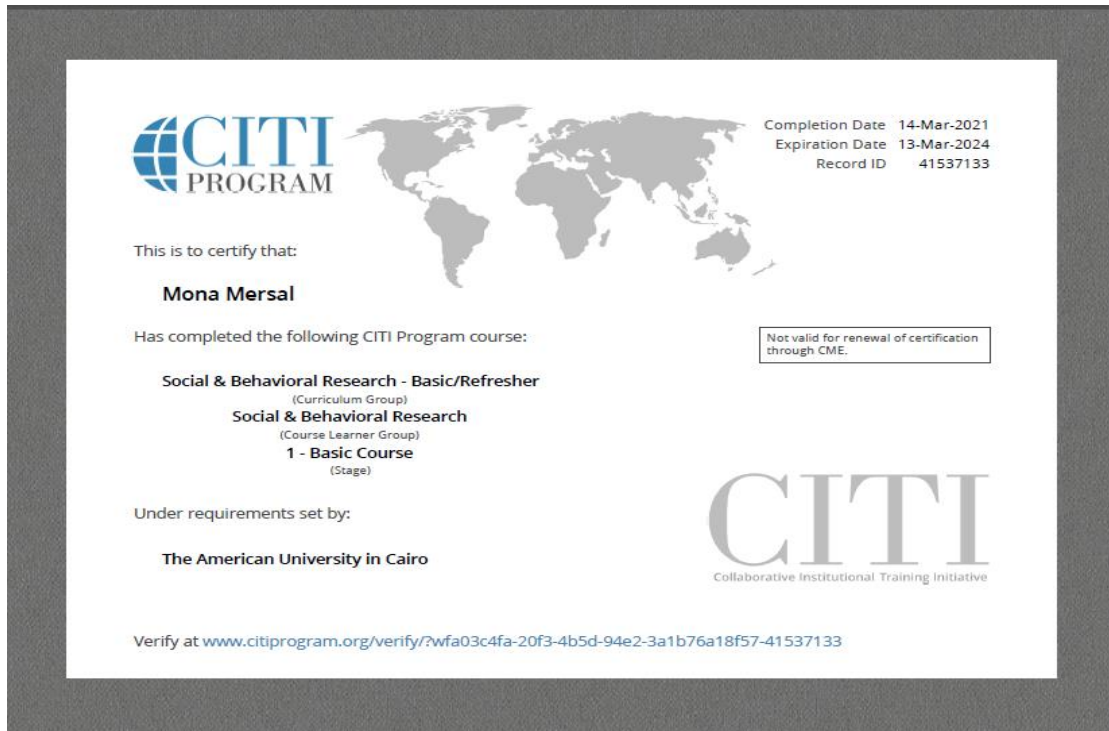 CITI
PROGRAM
Completion Date 14-Mar-2021
Expiration Date 13-Mar-2024
Record ID 41537133
This is to certify that:
Mona Mersal
Has completed the following CITI Program course:
Not valid for renewal of certification
through CME.
Social & Behavioral Research - Basic/Refresher
(Curriculum Group)
Social & Behavioral Research
(Course Learner Group)
1 - Basic Course
(Stage)
Under requirements set by:
The American University in Cairo
CITI
Collaborative Institutional Training Initiative
Verify at www.citiprogram.org/verify/?wfa03c4fa-20f3-4b5d-94e2-3a1b76a18f57-41537133